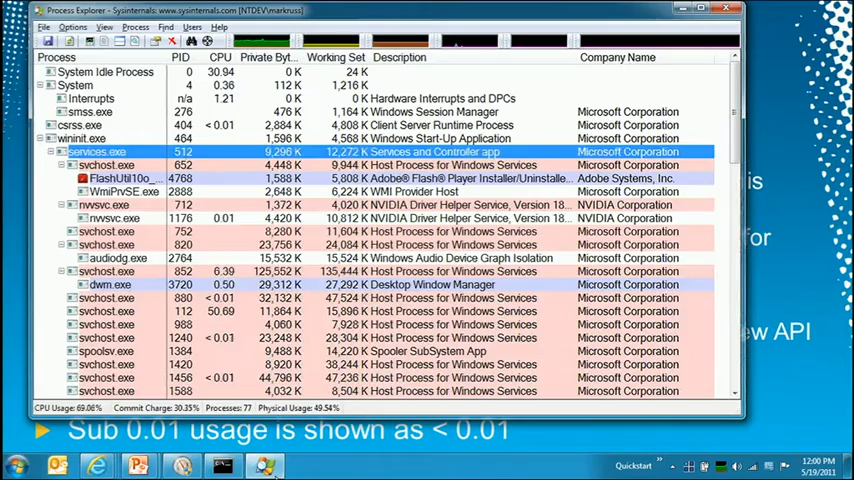 Process Explorer - Sysinternals: www.sysinternals.com [NTDEV\markruss]
File Options View Process Find Users Help
Process PID CPU Private Byt... Working Set Description Company Name
System Idle Process 0 30.94 0 K 24 K
System 4 0.36 112 K 1,216 K
Interrupts n/a 1.21 0 K 0 K Hardware Interrupts and DPCs
smss.exe 276 476 K 1,164 K Windows Session Manager Microsoft Corporation
csrss.exe 404 < 0.01 2,884 K 4,808 K Client Server Runtime Process Microsoft Corporation
wininit.exe 464 1,596 K 4,568 K Windows Start-Up Application Microsoft Corporation
services.exe 512 9,296 K 12,272 K Services and Controller app Microsoft Corporation
svchost.exe 652 4,448 K 9,944 K Host Process for Windows Services Microsoft Corporation
FlashUtil10o_... 4768 1,588 K 5,808 K Adobe® Flash® Player Installer/Uninstalle... Adobe Systems, Inc.
WmiPrvSE.exe 2888 2,648 K 6,224 K WMI Provider Host Microsoft Corporation
nvvsvc.exe 712 1,372 K 4,020 K NVIDIA Driver Helper Service, Version 18... NVIDIA Corporation
nvvsvc.exe 1176 0.01 4,420 K 10,812 K NVIDIA Driver Helper Service, Version 18... NVIDIA Corporation
svchost.exe 752 8,280 K 11,604 K Host Process for Windows Services Microsoft Corporation
svchost.exe 820 23,756 K 24,084 K Host Process for Windows Services Microsoft Corporation
audiodg.exe 2764 15,532 K 15,524 K Windows Audio Device Graph Isolation Microsoft Corporation
svchost.exe 852 6.39 125,552 K 135,444 K Host Process for Windows Services Microsoft Corporation
dwm.exe 3720 0.50 29,312 K 27,292 K Desktop Window Manager Microsoft Corporation
svchost.exe 880 < 0.01 32,132 K 47,524 K Host Process for Windows Services Microsoft Corporation
svchost.exe 112 50.69 11,864 K 15,896 K Host Process for Windows Services Microsoft Corporation
svchost.exe 988 4,060 K 7,928 K Host Process for Windows Services Microsoft Corporation
svchost.exe 1240 < 0.01 23,248 K 28,304 K Host Process for Windows Services Microsoft Corporation
spoolsv.exe 1384 9,488 K 14,220 K Spooler SubSystem App Microsoft Corporation
svchost.exe 1420 8,920 K 38,244 K Host Process for Windows Services Microsoft Corporation
svchost.exe 1456 < 0.01 44,796 K 47,236 K Host Process for Windows Services Microsoft Corporation
svchost.exe 1588 4,032 K 8,504 K Host Process for Windows Services Microsoft Corporation
CPU Usage: 69.06% Commit Charge: 30.35% Processes: 77 Physical Usage: 49.54%
is
for
ew API
Sub 0.01 usage is shown as < 0.01
Quickstart »
12:00 PM
5/19/2011